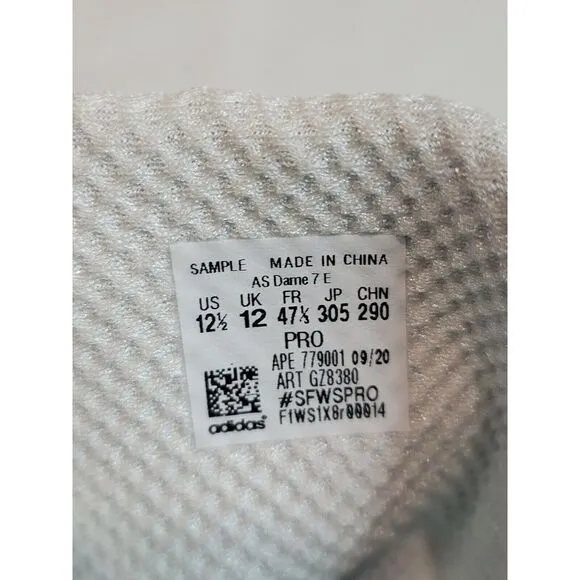 SAMPLE MADE IN CHINA
AS Dame 7 E
US UK FR JP CHN
12½ 12 47⅓ 305 290
PRO
APE 779001 09/20
ART GZ8380
#SFWSPRO
FfWS1X8r00014
adidas